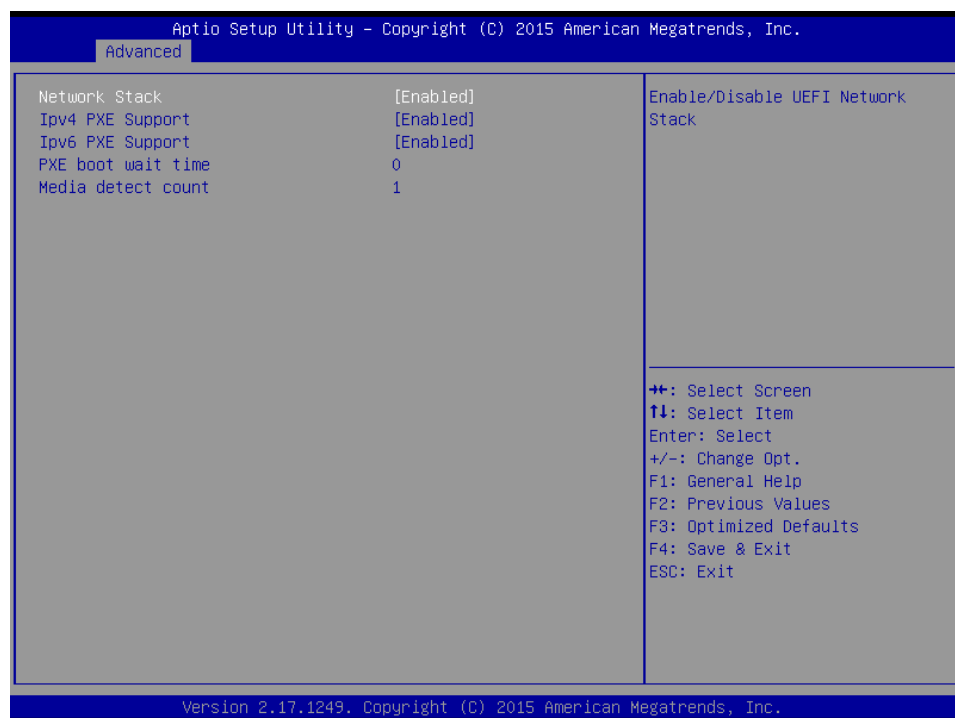 Aptio Setup Utility – Copyright (C) 2015 American Megatrends, Inc.
Advanced
Network Stack [Enabled]
Ipv4 PXE Support [Enabled]
Ipv6 PXE Support [Enabled]
PXE boot wait time 0
Media detect count 1
Enable/Disable UEFI Network
Stack
→←: Select Screen
↑↓: Select Item
Enter: Select
+/-: Change Opt.
F1: General Help
F2: Previous Values
F3: Optimized Defaults
F4: Save & Exit
ESC: Exit
Version 2.17.1249. Copyright (C) 2015 American Megatrends, Inc.